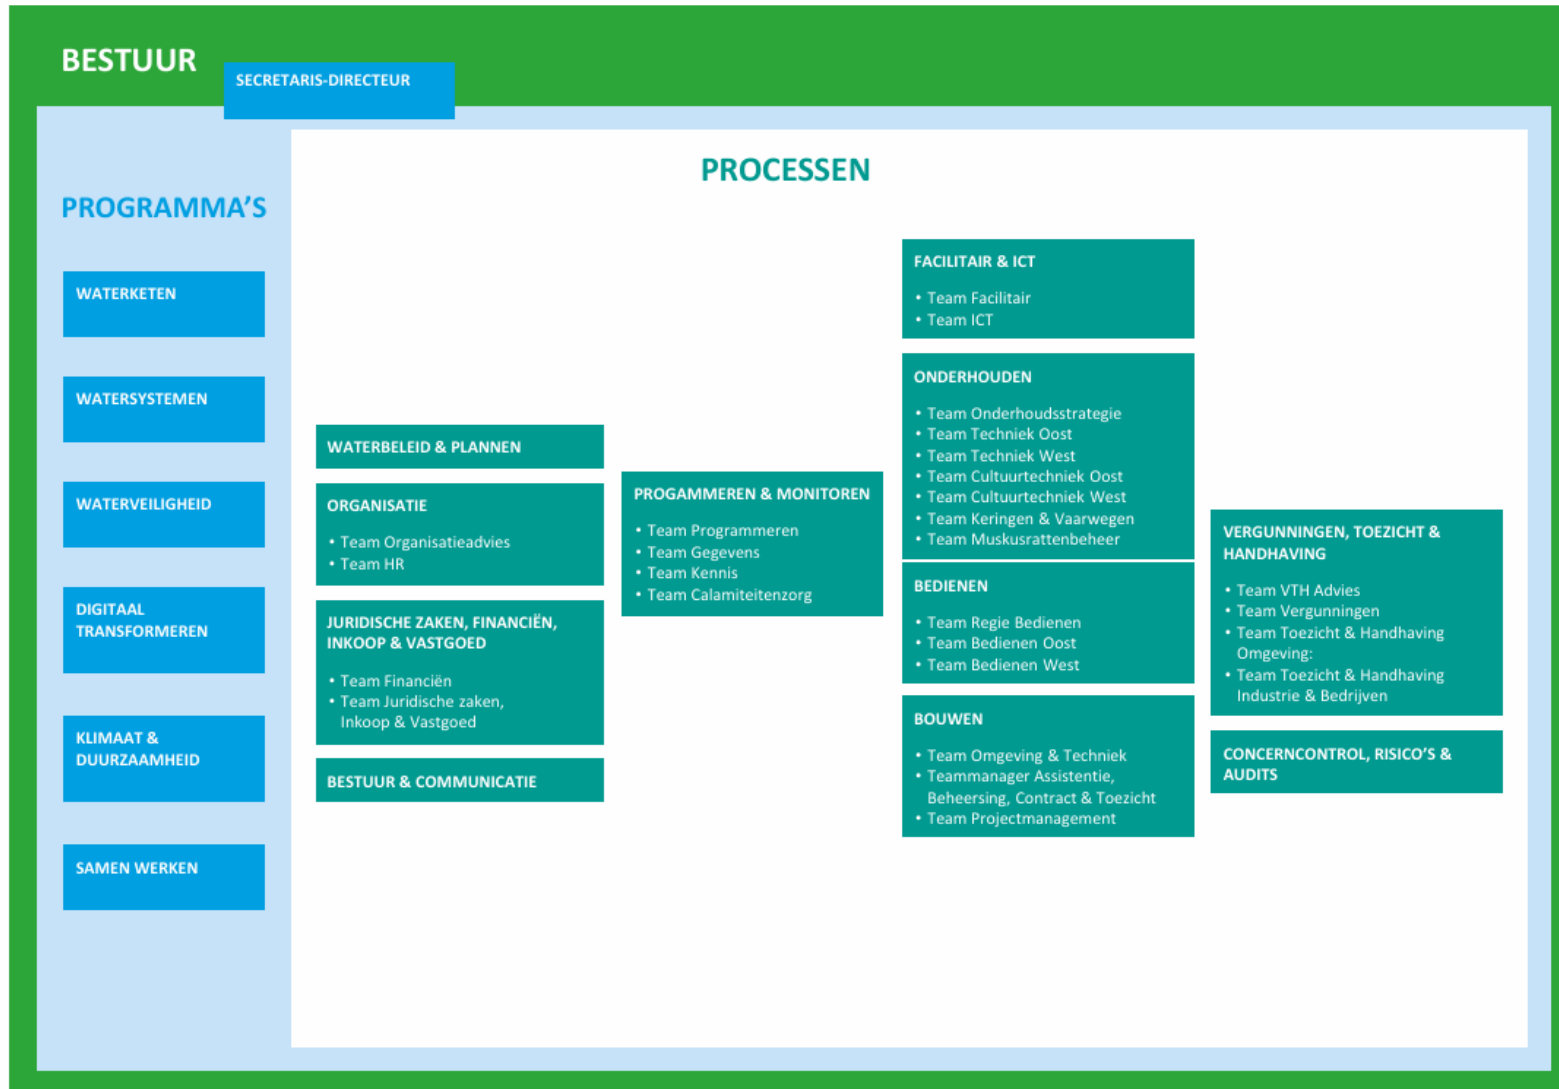 BESTUUR
SECRETARIS-DIRECTEUR
PROGRAMMA’S
WATERKETEN
WATERSYSTEMEN
WATERVEILIGHEID
DIGITAAL
TRANSFORMEREN
KLIMAAT &
DUURZAAMHEID
SAMEN WERKEN
PROCESSEN
WATERBELEID & PLANNEN
ORGANISATIE
• Team Organisatieadvies
• Team HR
JURIDISCHE ZAKEN, FINANCIËN,
INKOOP & VASTGOED
• Team Financiën
• Team Juridische zaken,
Inkoop & Vastgoed
BESTUUR & COMMUNICATIE
PROGAMMEREN & MONITOREN
• Team Programmeren
• Team Gegevens
• Team Kennis
• Team Calamiteitenzorg
FACILITAIR & ICT
• Team Facilitair
• Team ICT
ONDERHOUDEN
• Team Onderhoudsstrategie
• Team Techniek Oost
• Team Techniek West
• Team Cultuurtechniek Oost
• Team Cultuurtechniek West
• Team Keringen & Vaarwegen
• Team Muskusrattenbeheer
BEDIENEN
• Team Regie Bedienen
• Team Bedienen Oost
• Team Bedienen West
BOUWEN
• Team Omgeving & Techniek
• Teammanager Assistentie,
Beheersing, Contract & Toezicht
• Team Projectmanagement
VERGUNNINGEN, TOEZICHT &
HANDHAVING
• Team VTH Advies
• Team Vergunningen
• Team Toezicht & Handhaving
Omgeving:
• Team Toezicht & Handhaving
Industrie & Bedrijven
CONCERNCONTROL, RISICO’S &
AUDITS